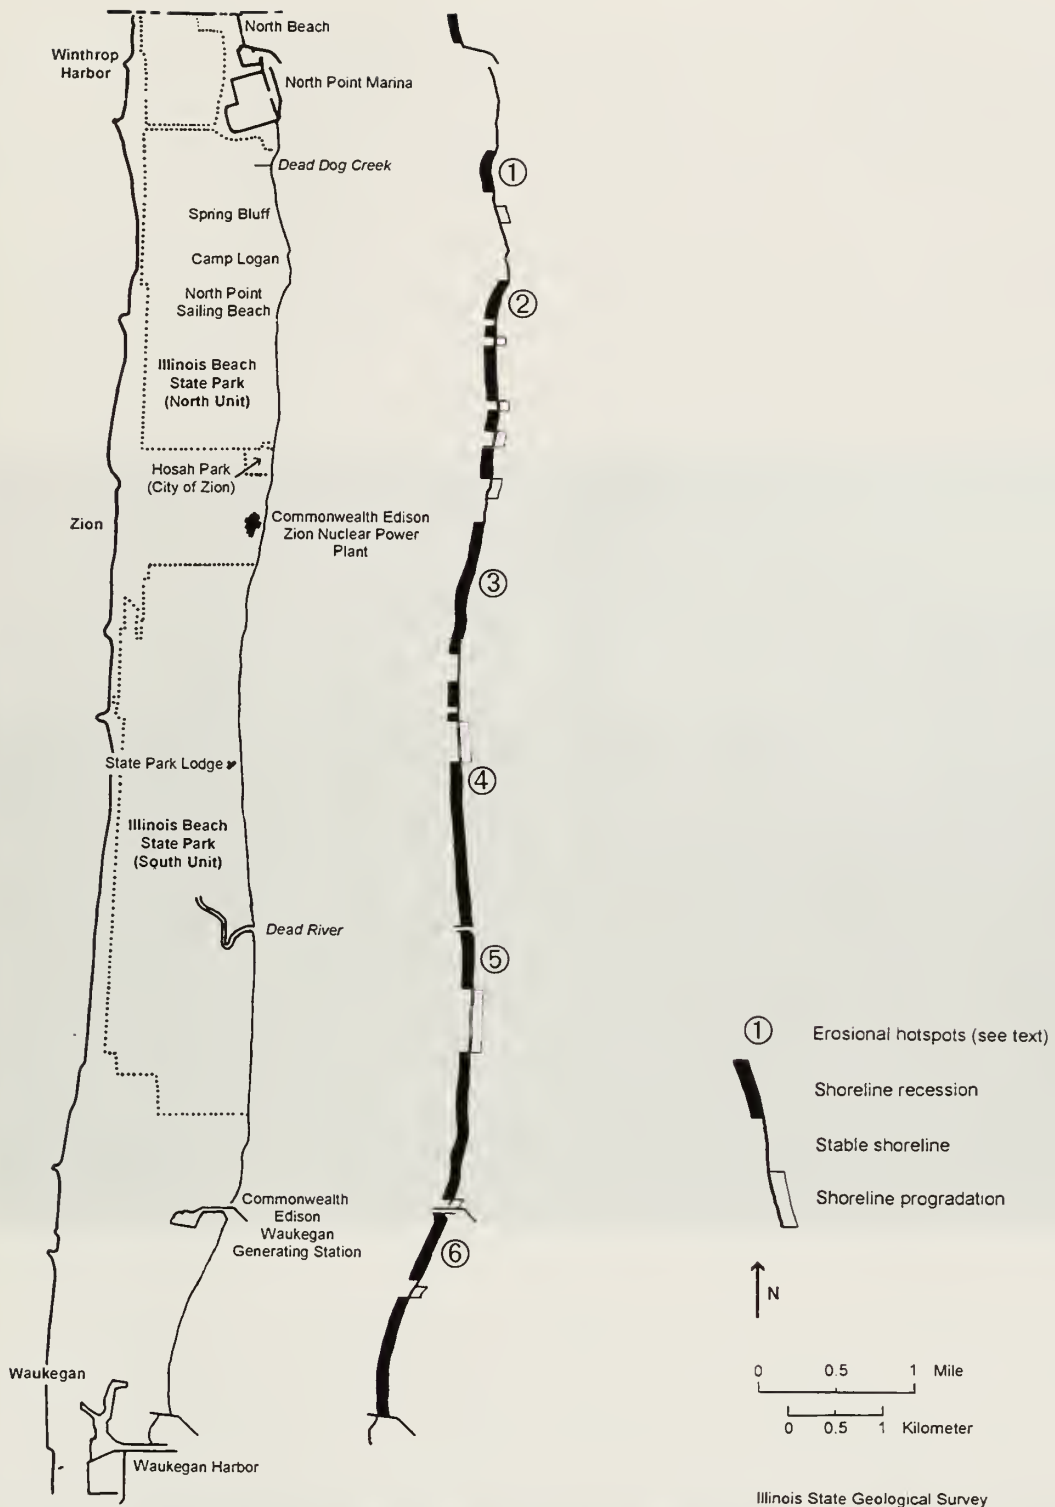 North Beach
Winthrop
Harbor
North Point Marina
Dead Dog Creek
①
Spring Bluff
Camp Logan
North Point
Sailing Beach
②
Illinois Beach
State Park
(North Unit)
Hosah Park
(City of Zion)
Zion
Commonwealth Edison
Zion Nuclear Power
Plant
③
State Park Lodge
④
Illinois Beach
State Park
(South Unit)
Dead River
⑤
Commonwealth
Edison
Waukegan
Generating Station
⑥
Waukegan
Waukegan Harbor
① Erosional hotspots (see text)
Shoreline recession
Stable shoreline
Shoreline progradation
N
0 0.5 1 Mile
0 0.5 1 Kilometer
Illinois State Geological Survey